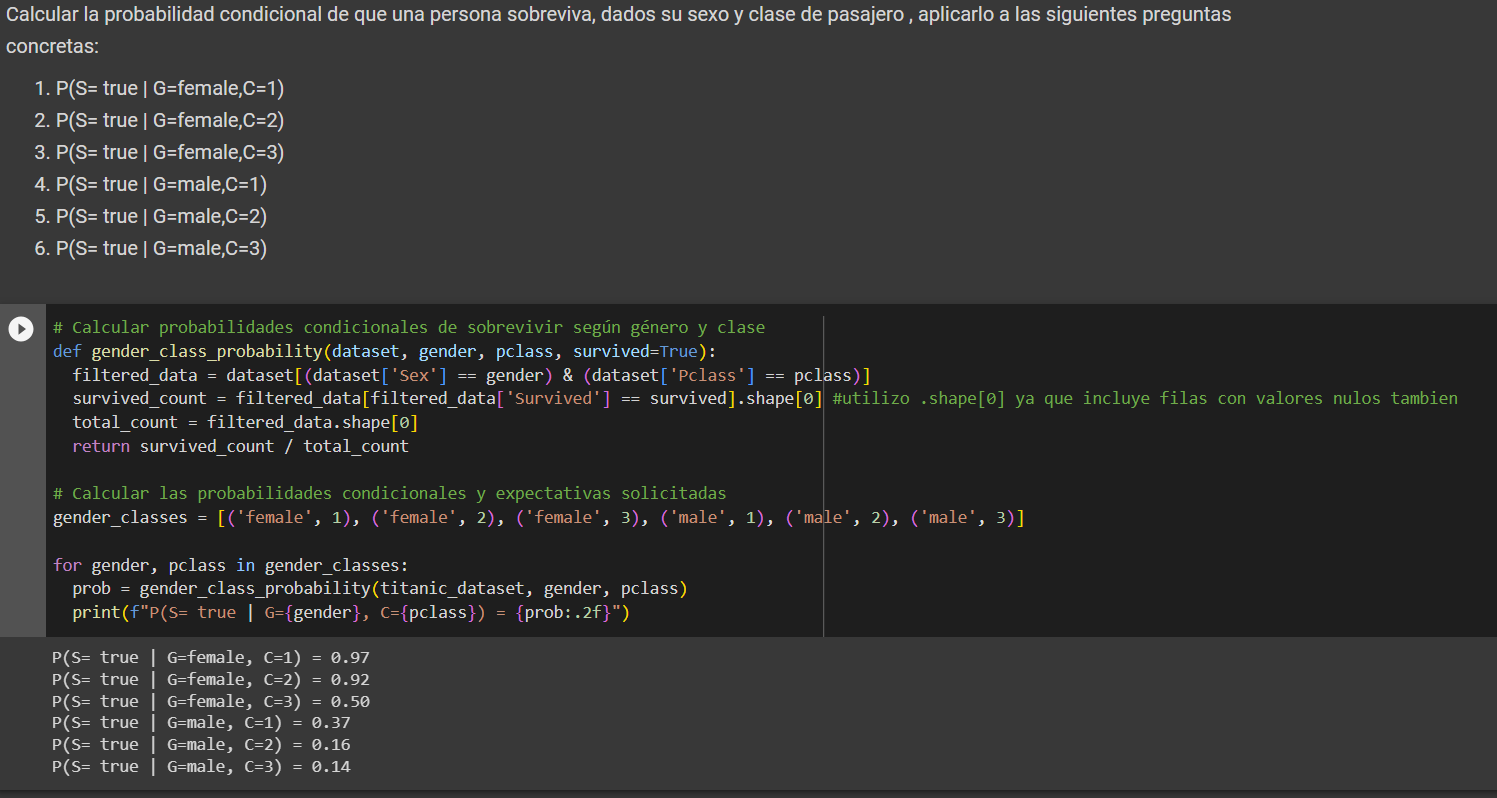 Calcular la probabilidad condicional de que una persona sobreviva, dados su sexo y clase de pasajero , aplicarlo a las siguientes preguntas
concretas:
1. P(S= true | G=female,C=1)
2. P(S= true | G=female,C=2)
3. P(S= true | G=female,C=3)
4. P(S= true | G=male,C=1)
5. P(S= true | G=male,C=2)
6. P(S= true | G=male,C=3)
# Calcular probabilidades condicionales de sobrevivir según género y clase
def gender_class_probability(dataset, gender, pclass, survived=True):
  filtered_data = dataset[(dataset['Sex'] == gender) & (dataset['Pclass'] == pclass)]
  survived_count = filtered_data[filtered_data['Survived'] == survived].shape[0] #utilizo .shape[0] ya que incluye filas con valores nulos tambien
  total_count = filtered_data.shape[0]
  return survived_count / total_count
# Calcular las probabilidades condicionales y expectativas solicitadas
gender_classes = [('female', 1), ('female', 2), ('female', 3), ('male', 1), ('male', 2), ('male', 3)]
for gender, pclass in gender_classes:
  prob = gender_class_probability(titanic_dataset, gender, pclass)
  print(f"P(S= true | G={gender}, C={pclass}) = {prob:.2f}")
P(S= true | G=female, C=1) = 0.97
P(S= true | G=female, C=2) = 0.92
P(S= true | G=female, C=3) = 0.50
P(S= true | G=male, C=1) = 0.37
P(S= true | G=male, C=2) = 0.16
P(S= true | G=male, C=3) = 0.14